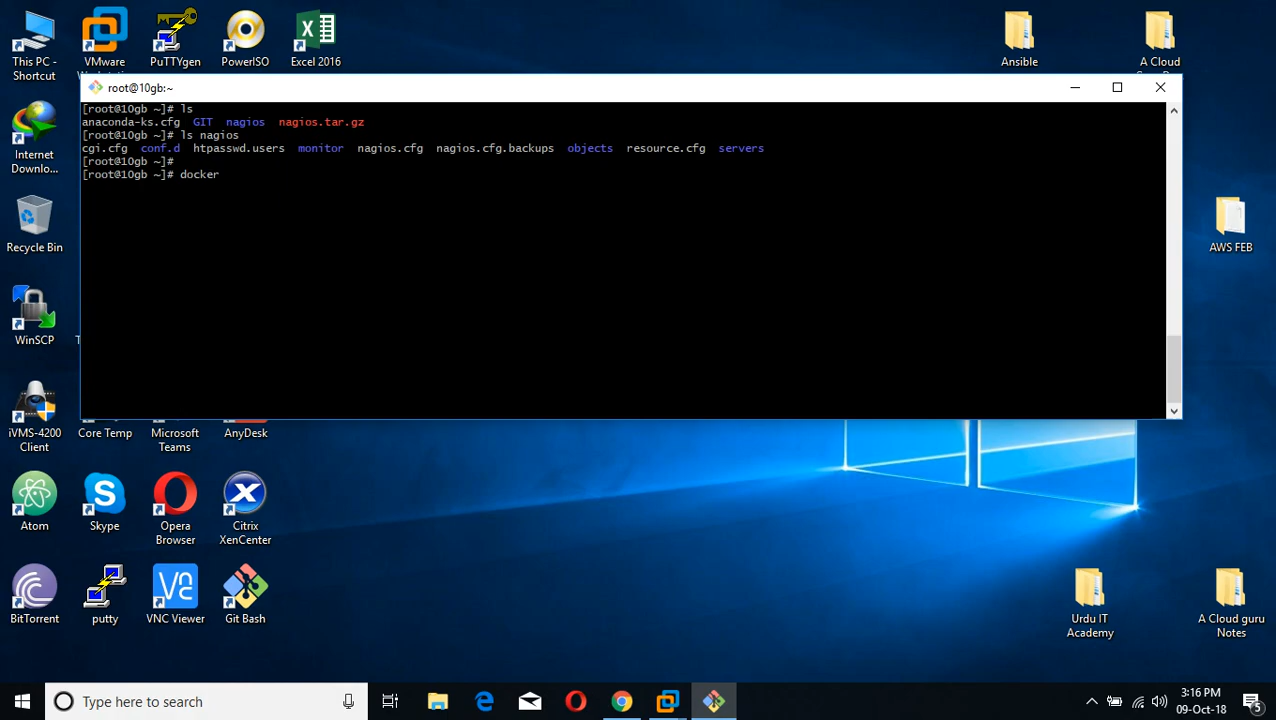 This PC -
Shortcut
VMware
PuTTYgen
PowerISO
Excel 2016
Ansible
A Cloud
root@10gb:~
[root@10gb ~]# ls
anaconda-ks.cfg GIT nagios nagios.tar.gz
[root@10gb ~]# ls nagios
cgi.cfg conf.d htpasswd.users monitor nagios.cfg nagios.cfg.backups objects resource.cfg servers
[root@10gb ~]#
[root@10gb ~]# docker
Internet
Downlo...
Recycle Bin
AWS FEB
WinSCP
iVMS-4200
Client
Core Temp
Microsoft
Teams
AnyDesk
Atom
Skype
Opera
Browser
Citrix
XenCenter
BitTorrent
putty
VNC Viewer
Git Bash
Urdu IT
Academy
A Cloud guru
Notes
Type here to search
3:16 PM
09-Oct-18
5